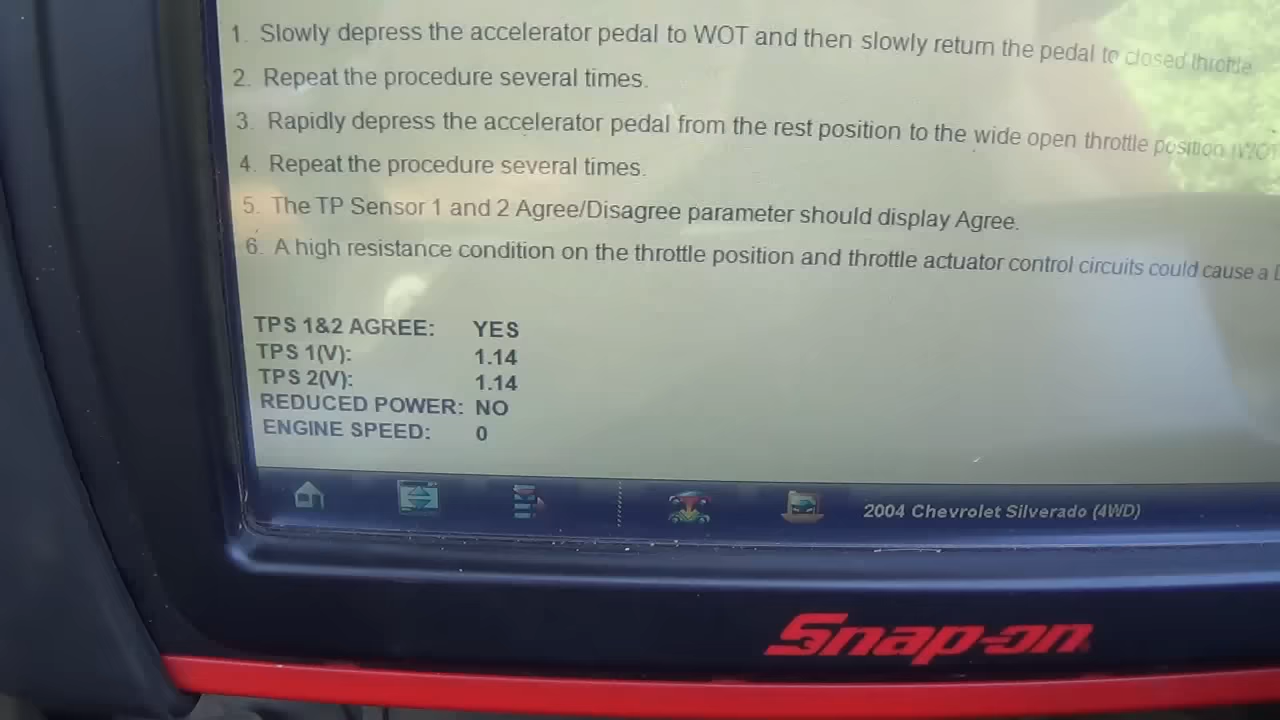 1. Slowly depress the accelerator pedal to WOT and then slowly return the pedal to closed throttle.
2. Repeat the procedure several times.
3. Rapidly depress the accelerator pedal from the rest position to the wide open throttle position (WOT
4. Repeat the procedure several times.
5. The TP Sensor 1 and 2 Agree/Disagree parameter should display Agree.
6. A high resistance condition on the throttle position and throttle actuator control circuits could cause a
TPS 1&2 AGREE: YES
TPS 1(V): 1.14
TPS 2(V): 1.14
REDUCED POWER: NO
ENGINE SPEED: 0
2004 Chevrolet Silverado (4WD)
Snap-on